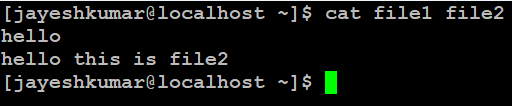 [jayeshkumar@localhost ~]$ cat file1 file2
hello
hello this is file2
[jayeshkumar@localhost ~]$